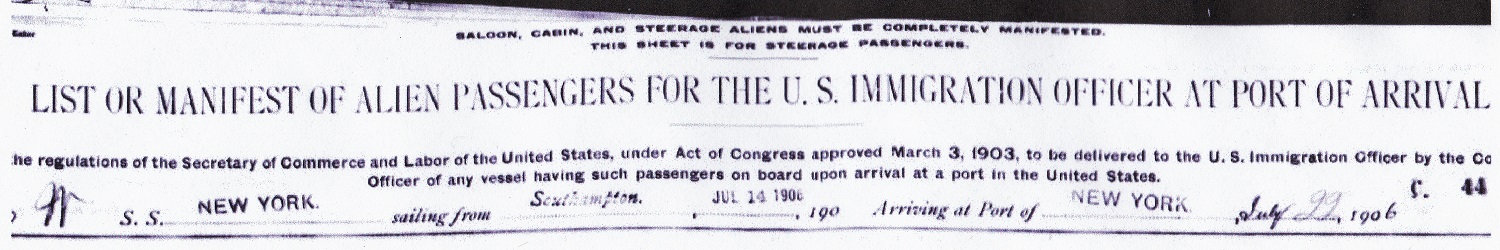 SALOON, CABIN, AND STEERAGE ALIENS MUST BE COMPLETELY MANIFESTED.
THIS SHEET IS FOR STEERAGE PASSENGERS.
LIST OR MANIFEST OF ALIEN PASSENGERS FOR THE U. S. IMMIGRATION OFFICER AT PORT OF ARRIVAL
he regulations of the Secretary of Commerce and Labor of the United States, under Act of Congress approved March 3, 1903, to be delivered to the U. S. Immigration Officer by the Co
Officer of any vessel having such passengers on board upon arrival at a port in the United States.
S. S. NEW YORK. sailing from Southampton. JUL 14 1906, 190 Arriving at Port of NEW YORK. July 22, 1906 44